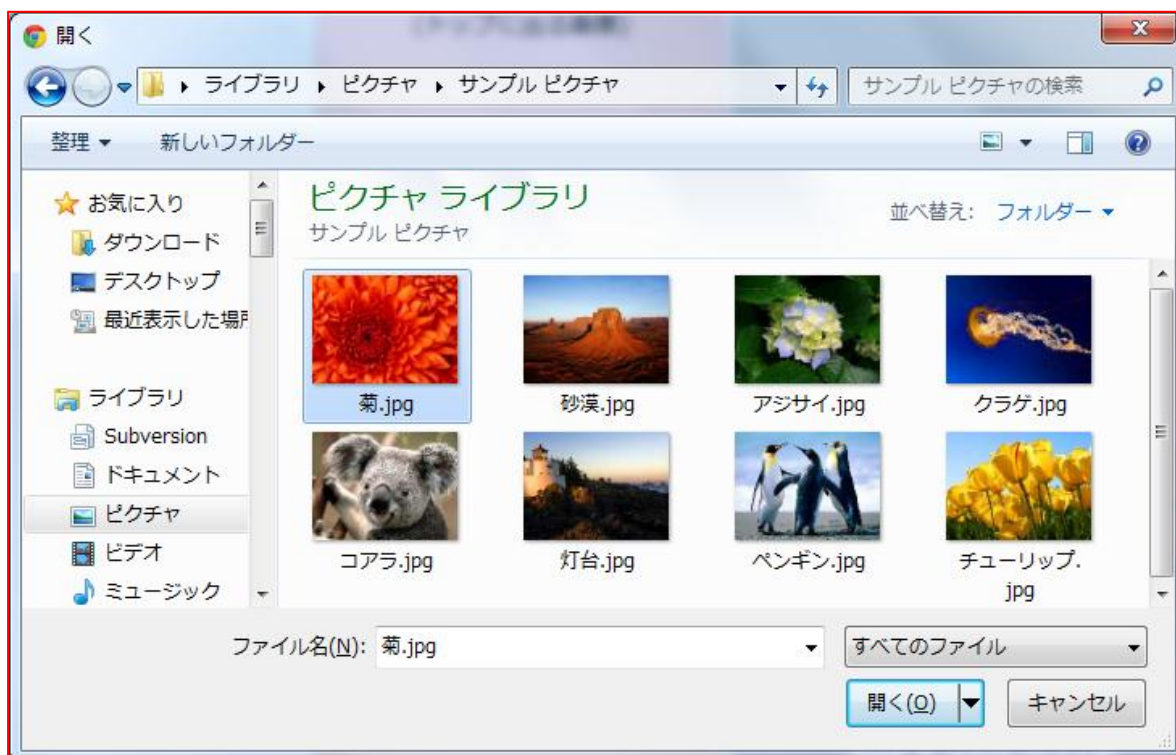 開く
ライブラリ ▸ ピクチャ ▸ サンプル ピクチャ
サンプル ピクチャの検索
整理 ▼ 新しいフォルダー
お気に入り
ダウンロード
デスクトップ
最近表示した場所
ライブラリ
Subversion
ドキュメント
ピクチャ
ビデオ
ミュージック
ピクチャ ライブラリ
サンプル ピクチャ
並べ替え: フォルダー ▼
菊.jpg
砂漠.jpg
アジサイ.jpg
クラゲ.jpg
コアラ.jpg
灯台.jpg
ペンギン.jpg
チューリップ.
jpg
ファイル名(N): 菊.jpg
すべてのファイル
開く(O)
キャンセル